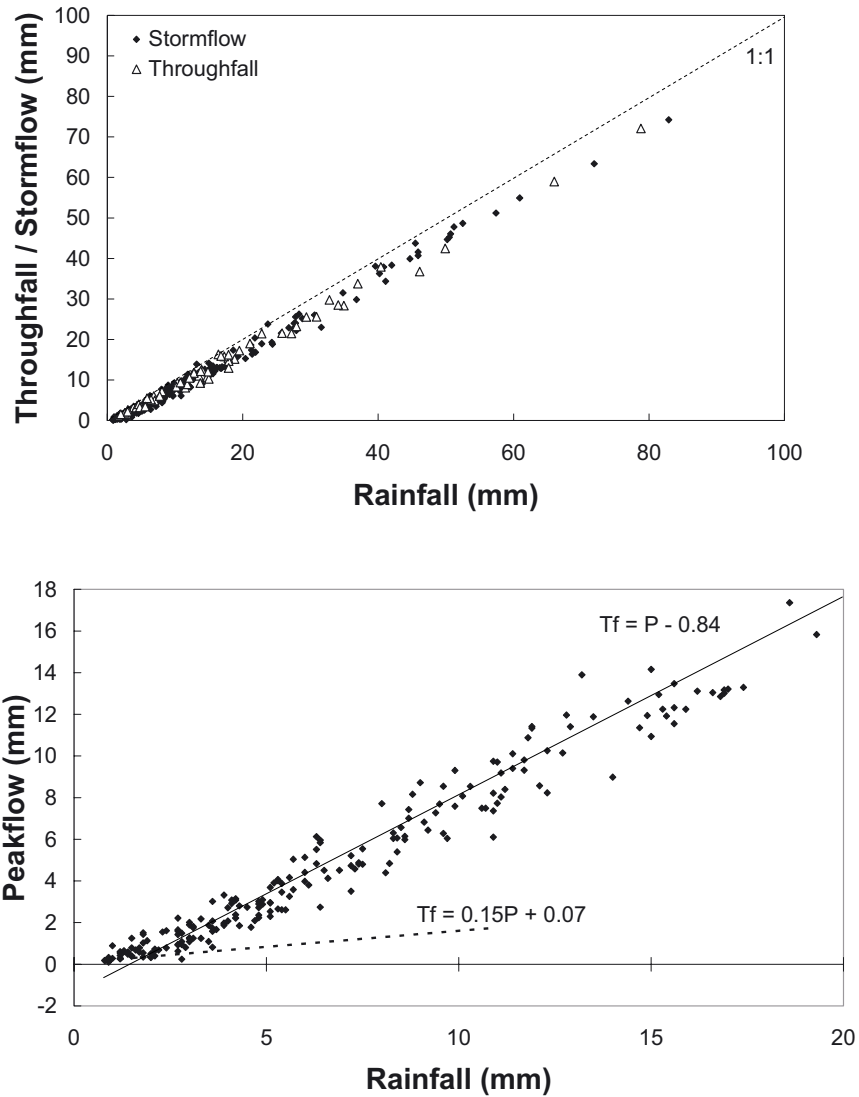 100
90
80
70
60
50
40
30
20
10
0
Throughfall / Stormflow (mm)
Stormflow
Throughfall
1:1
0 20 40 60 80 100
Rainfall (mm)
18
16
14
12
10
8
6
4
2
0
-2
Peakflow (mm)
Tf = P - 0.84
Tf = 0.15P + 0.07
0 5 10 15 20
Rainfall (mm)